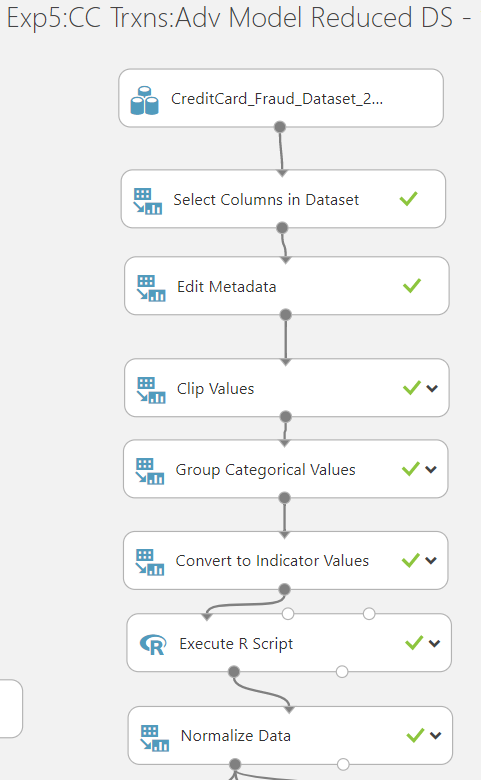 Exp5:CC Trxns:Adv Model Reduced DS -
CreditCard_Fraud_Dataset_2...
Select Columns in Dataset
Edit Metadata
Clip Values
Group Categorical Values
Convert to Indicator Values
R Execute R Script
Normalize Data